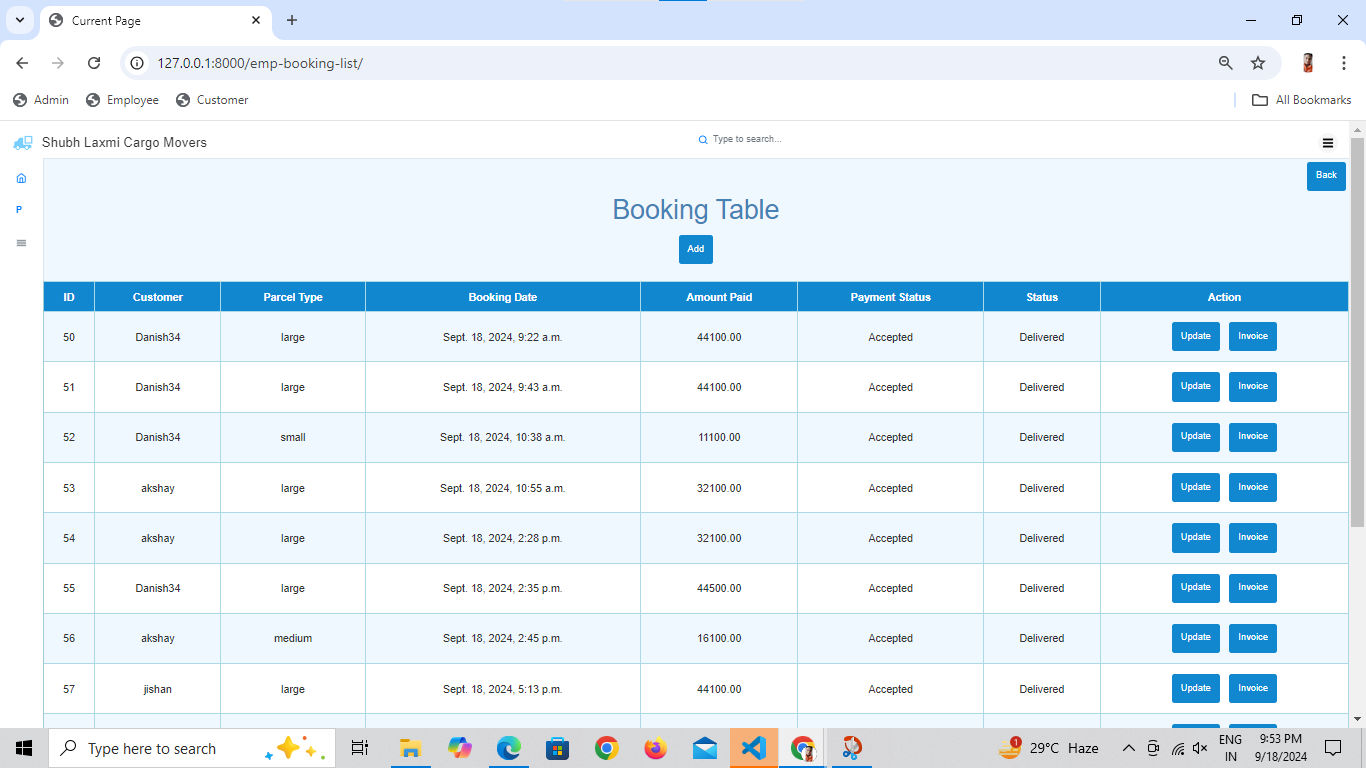 Current Page
127.0.0.1:8000/emp-booking-list/
Admin Employee Customer All Bookmarks
Shubh Laxmi Cargo Movers Type to search...
Back
P
Booking Table
Add
ID Customer Parcel Type Booking Date Amount Paid Payment Status Status Action
50 Danish34 large Sept. 18, 2024, 9:22 a.m. 44100.00 Accepted Delivered Update Invoice
51 Danish34 large Sept. 18, 2024, 9:43 a.m. 44100.00 Accepted Delivered Update Invoice
52 Danish34 small Sept. 18, 2024, 10:38 a.m. 11100.00 Accepted Delivered Update Invoice
53 akshay large Sept. 18, 2024, 10:55 a.m. 32100.00 Accepted Delivered Update Invoice
54 akshay large Sept. 18, 2024, 2:28 p.m. 32100.00 Accepted Delivered Update Invoice
55 Danish34 large Sept. 18, 2024, 2:35 p.m. 44500.00 Accepted Delivered Update Invoice
56 akshay medium Sept. 18, 2024, 2:45 p.m. 16100.00 Accepted Delivered Update Invoice
57 jishan large Sept. 18, 2024, 5:13 p.m. 44100.00 Accepted Delivered Update Invoice
Type here to search 1 29°C Haze ENG 9:53 PM
IN 9/18/2024